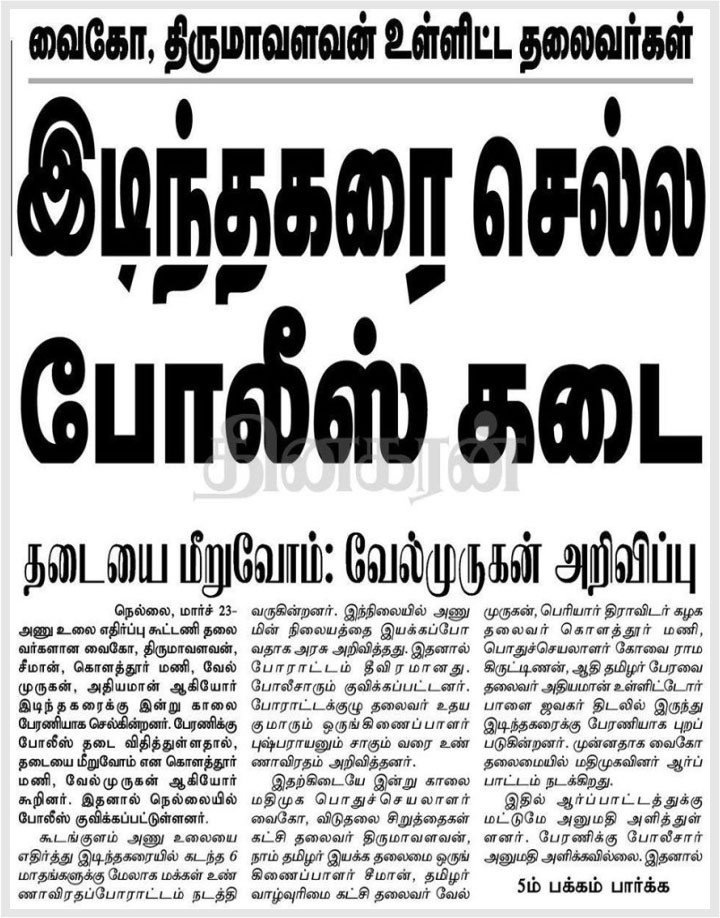 வைகோ, திருமாவளவன் உள்ளிட்ட தலைவர்கள்
இடிந்தகரை செல்ல
போலீஸ் தடை
தினகரன்
தடையை மீறுவோம்: வேல்முருகன் அறிவிப்பு
நெல்லை, மார்ச் 23-
அணு உலை எதிர்ப்பு கூட்டணி தலை
வர்களான வைகோ, திருமாவளவன்,
சீமான், கொளத்தூர் மணி, வேல்
முருகன், அதியமான் ஆகியோர்
இடிந்தகரைக்கு இன்று காலை
பேரணியாக செல்கின்றனர். பேரணிக்கு
போலீஸ் தடை விதித்துள்ளதால்,
தடையை மீறுவோம் என கொளத்தூர்
மணி, வேல்முருகன் ஆகியோர்
கூறினர். இதனால் நெல்லையில்
போலீஸ் குவிக்கப்பட்டுள்ளனர்.
கூடங்குளம் அணு உலையை
எதிர்த்து இடிந்தகரையில் கடந்த 6
மாதங்களுக்கு மேலாக மக்கள் உண்
ணாவிரதப்போராட்டம் நடத்தி
வருகின்றனர். இந்நிலையில் அணு
மின் நிலையத்தை இயக்கப்போ
வதாக அரசு அறிவித்தது. இதனால்
போராட்டம் தீவிரமானது.
போலீசாரும் குவிக்கப்பட்டனர்.
போராட்டக்குழு தலைவர் உதய
குமாரும் ஒருங்கிணைப்பாளர்
புஷ்பராயனும் சாகும் வரை உண்
ணாவிரதம் அறிவித்தனர்.
இதற்கிடையே இன்று காலை
மதிமுக பொதுச்செயலாளர்
வைகோ, விடுதலை சிறுத்தைகள்
கட்சி தலைவர் திருமாவளவன்,
நாம் தமிழர் இயக்க தலைமை ஒருங்
கிணைப்பாளர் சீமான், தமிழர்
வாழ்வுரிமை கட்சி தலைவர் வேல்
முருகன், பெரியார் திராவிடர் கழக
தலைவர் கொளத்தூர் மணி,
பொதுச்செயலாளர் கோவை ராம
கிருட்டிணன், ஆதி தமிழர் பேரவை
தலைவர் அதியமான் உள்ளிட்டோர்
பாளை ஜவகர் திடலில் இருந்து
இடிந்தகரைக்கு பேரணியாக புறப்
படுகின்றனர். முன்னதாக வைகோ
தலைமையில் மதிமுகவினர் ஆர்ப்
பாட்டம் நடக்கிறது.
இதில் ஆர்ப்பாட்டத்துக்கு
மட்டுமே அனுமதி அளித்துள்
ளனர். பேரணிக்கு போலீசார்
அனுமதி அளிக்கவில்லை. இதனால்
5ம் பக்கம் பார்க்க